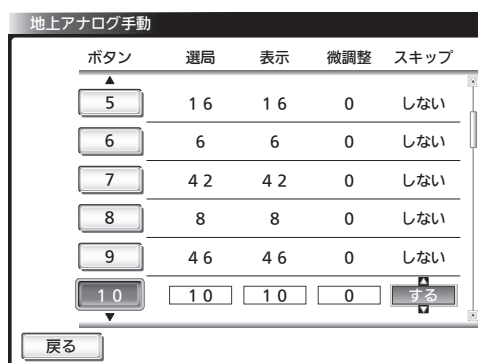 地上アナログ手動
ボタン 選局 表示 微調整 スキップ
5 16 16 0 しない
6 6 6 0 しない
7 42 42 0 しない
8 8 8 0 しない
9 46 46 0 しない
10 10 10 0 する
戻る